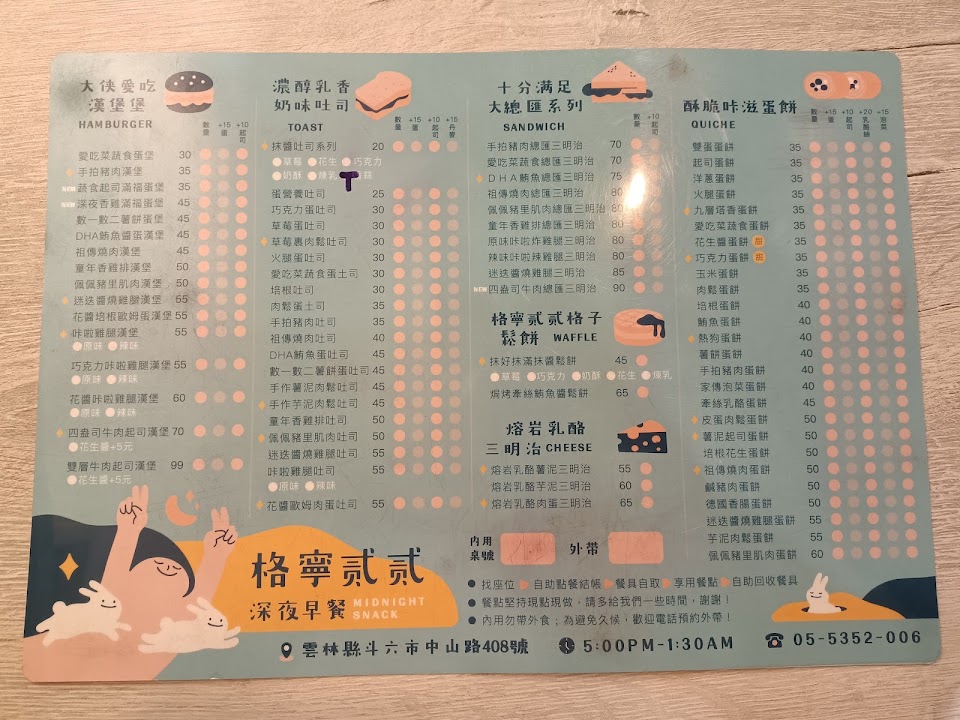 大俠愛吃
漢堡堡
HAMBURGER
數量 +15蛋 +10起司
愛吃菜蔬食蛋堡 30
手拍豬肉漢堡 35
NEW 蔬食起司滿福蛋堡 35
NEW 深夜香雞滿福蛋堡 45
數一數二薯餅蛋堡 45
DHA鮪魚醬蛋漢堡 45
祖傳燒肉漢堡 45
童年香雞排漢堡 50
佩佩豬里肌肉漢堡 50
迷迭醬燒雞腿漢堡 55
花醬培根歐姆蛋漢堡 55
咔啦雞腿漢堡 55
原味 辣味
巧克力咔啦雞腿漢堡 55
原味 辣味
花醬咔啦雞腿漢堡 60
原味 辣味
四盎司牛肉起司漢堡 70
花生醬+5元
雙層牛肉起司漢堡 99
花生醬+5元
濃醇乳香
奶味吐司
TOAST
數量 +15蛋 +10起司 +15丹麥
抹醬吐司系列 20
草莓 花生 巧克力
奶酥 煉乳
蛋營養吐司 25
巧克力蛋吐司 30
草莓蛋吐司 30
草莓裹肉鬆吐司 30
火腿蛋吐司 30
愛吃菜蔬食蛋土司 30
培根吐司 30
肉鬆蛋土司 35
手拍豬肉吐司 35
祖傳燒肉吐司 40
DHA鮪魚蛋吐司 45
數一數二薯餅蛋吐司 45
手作薯泥肉鬆吐司 45
手作芋泥肉鬆吐司 45
童年香雞排吐司 50
佩佩豬里肌肉吐司 50
迷迭醬燒雞腿吐司 55
咔啦雞腿吐司 55
原味 辣味
花醬歐姆肉蛋吐司 55
十分滿足
大總匯系列
SANDWICH
數量 +10起司
手拍豬肉總匯三明治 70
愛吃菜蔬食總匯三明治 70
DHA鮪魚總匯三明治 75
祖傳燒肉總匯三明治 80
佩佩豬里肌肉總匯三明治 80
童年香雞排總匯三明治 80
原味咔啦炸雞腿三明治 80
辣味咔啦辣雞腿三明治 80
迷迭醬燒雞腿三明治 85
NEW 四盎司牛肉總匯三明治 90
格寧貳貳格子
鬆餅 WAFFLE
抹好抹滿抹醬鬆餅 45
草莓 巧克力 奶酥 花生 煉乳
焗烤牽絲鮪魚醬鬆餅 65
熔岩乳酪
三明治 CHEESE
熔岩乳酪薯泥三明治 55
熔岩乳酪芋泥三明治 60
熔岩乳酪肉蛋三明治 65
酥脆咔滋蛋餅
QUICHE
數量 +15蛋 +10起司 +20乳酪絲 +15泡菜
雙蛋蛋餅 35
起司蛋餅 35
洋蔥蛋餅 35
火腿蛋餅 35
九層塔香蛋餅 35
愛吃菜蔬食蛋餅 35
花生醬蛋餅 甜 35
巧克力蛋餅 甜 35
玉米蛋餅 35
肉鬆蛋餅 35
培根蛋餅 40
鮪魚蛋餅 40
熱狗蛋餅 40
薯餅蛋餅 40
手拍豬肉蛋餅 40
家傳泡菜蛋餅 40
牽絲乳酪蛋餅 40
皮蛋肉鬆蛋餅 50
薯泥起司蛋餅 50
培根花生蛋餅 50
祖傳燒肉蛋餅 50
鹹豬肉蛋餅 50
德國香腸蛋餅 50
迷迭醬燒雞腿蛋餅 55
芋泥肉鬆蛋餅 55
佩佩豬里肌肉蛋餅 60
內用桌號 外帶
找座位 自助點餐結帳 餐具自取 享用餐點 自助回收餐具
餐點堅持現點現做，請多給我們一些時間，謝謝！
內用勿帶外食；為避免久候，歡迎電話預約外帶！
格寧貳貳
深夜早餐 MIDNIGHT SNACK
雲林縣斗六市中山路408號 5:00PM-1:30AM 05-5352-006